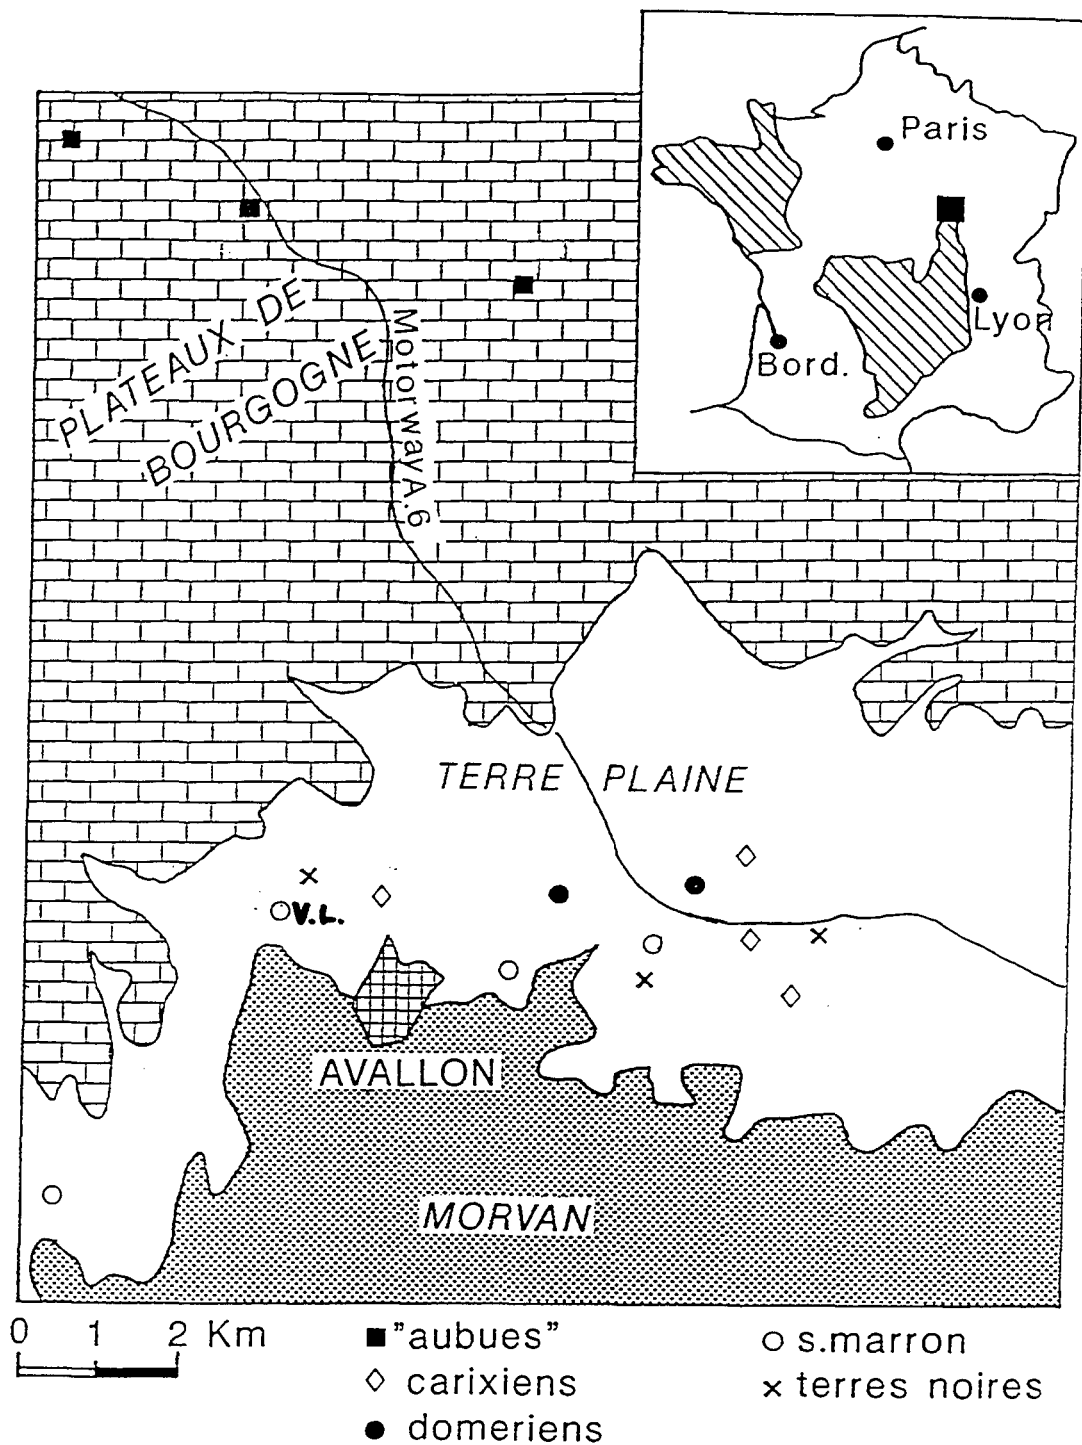 Paris
Lyon
Bord.
PLATEAUX DE
BOURGOGNE
Motorway A.6
TERRE PLAINE
V.L.
AVALLON
MORVAN
0 1 2 Km
"aubues"
carixiens
domeriens
s.marron
terres noires